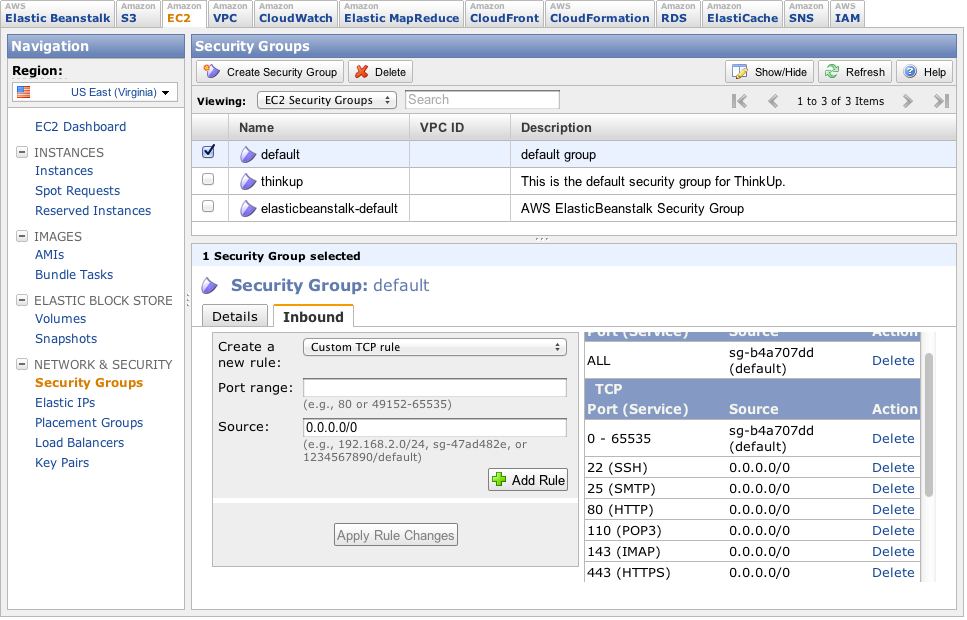 AWS Amazon Amazon Amazon Amazon Amazon Amazon AWS Amazon Amazon Amazon AWS
Elastic Beanstalk S3 EC2 VPC CloudWatch Elastic MapReduce CloudFront CloudFormation RDS ElastiCache SNS IAM
Navigation
Region:
US East (Virginia)
EC2 Dashboard
INSTANCES
Instances
Spot Requests
Reserved Instances
IMAGES
AMIs
Bundle Tasks
ELASTIC BLOCK STORE
Volumes
Snapshots
NETWORK & SECURITY
Security Groups
Elastic IPs
Placement Groups
Load Balancers
Key Pairs
Security Groups
Create Security Group Delete Show/Hide Refresh Help
Viewing: EC2 Security Groups Search 1 to 3 of 3 Items
Name VPC ID Description
default default group
thinkup This is the default security group for ThinkUp.
elasticbeanstalk-default AWS ElasticBeanstalk Security Group
1 Security Group selected
Security Group: default
Details Inbound
Create a new rule: Custom TCP rule
Port range:
(e.g., 80 or 49152-65535)
Source: 0.0.0.0/0
(e.g., 192.168.2.0/24, sg-47ad482e, or
1234567890/default)
Add Rule
Apply Rule Changes
Port (Service) Source Action
ALL sg-b4a707dd (default) Delete
TCP
Port (Service) Source Action
0 - 65535 sg-b4a707dd (default) Delete
22 (SSH) 0.0.0.0/0 Delete
25 (SMTP) 0.0.0.0/0 Delete
80 (HTTP) 0.0.0.0/0 Delete
110 (POP3) 0.0.0.0/0 Delete
143 (IMAP) 0.0.0.0/0 Delete
443 (HTTPS) 0.0.0.0/0 Delete